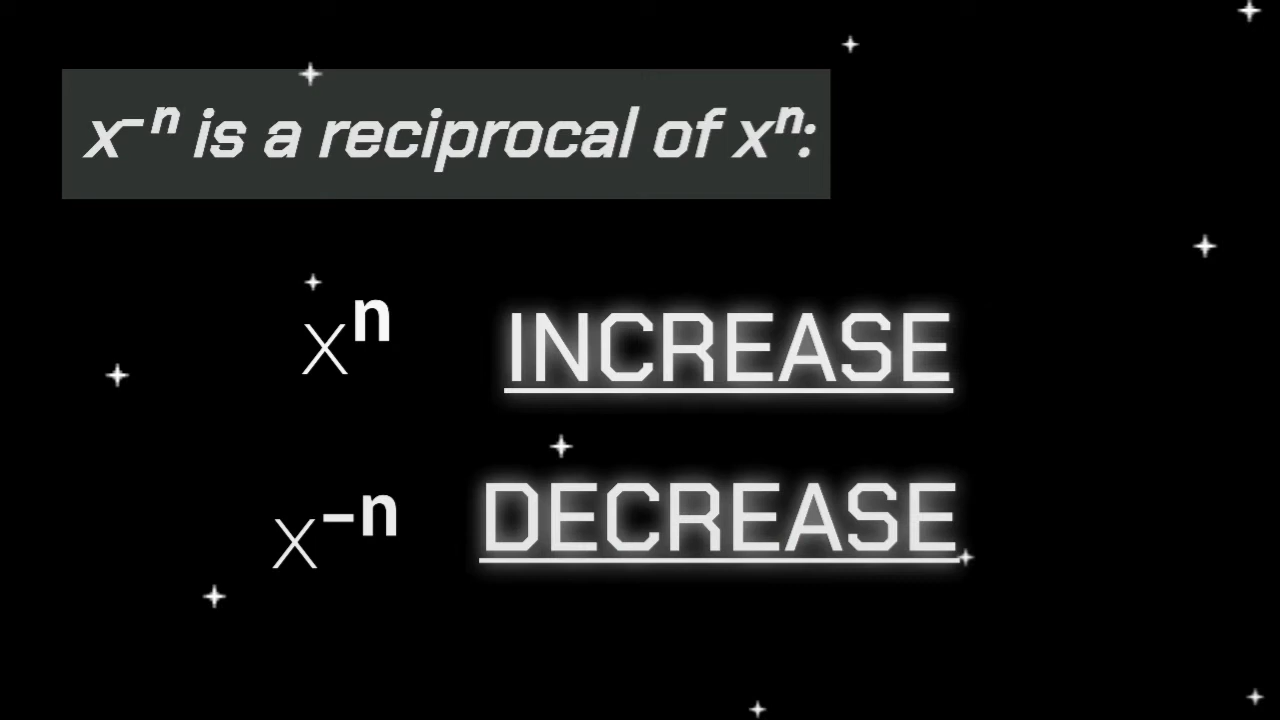 x⁻ⁿ is a reciprocal of xⁿ:
xⁿ INCREASE
x⁻ⁿ DECREASE